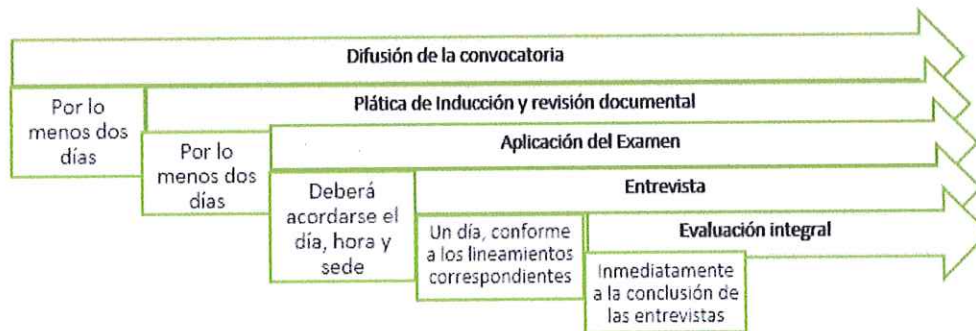 Difusión de la convocatoria
Por lo
menos dos
días
Plática de Inducción y revisión documental
Por lo
menos dos
días
Aplicación del Examen
Deberá
acordarse el
día, hora y
sede
Entrevista
Un día, conforme
a los lineamientos
correspondientes
Evaluación integral
Inmediatamente
a la conclusión de
las entrevistas